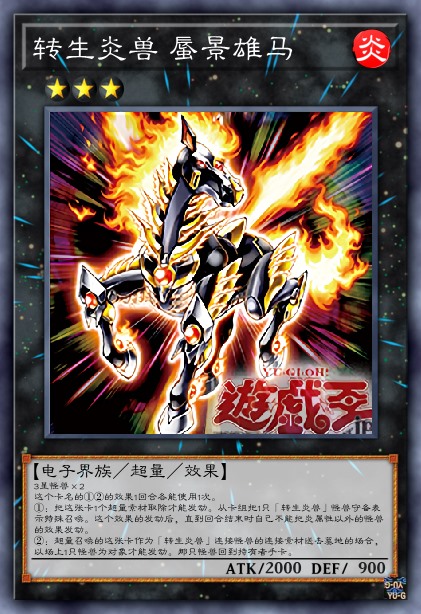 转生炎兽 蜃景雄马
炎
YU-GI-OH!
遊戯王
.jp
【电子界族／超量／效果】
3星怪兽×2
这个卡名的①②的效果1回合各能使用1次。
①：把这张卡1个超量素材取除才能发动。从卡组把1只「转生炎兽」怪兽守备表
示特殊召唤。这个效果的发动后，直到回合结束时自己不能把炎属性以外的怪兽
的效果发动。
②：超量召唤的这张卡作为「转生炎兽」连接怪兽的连接素材送去墓地的场合，
以场上1只怪兽为对象才能发动。那只怪兽回到持有者手卡。
ATK/2000 DEF/ 900
YU-G